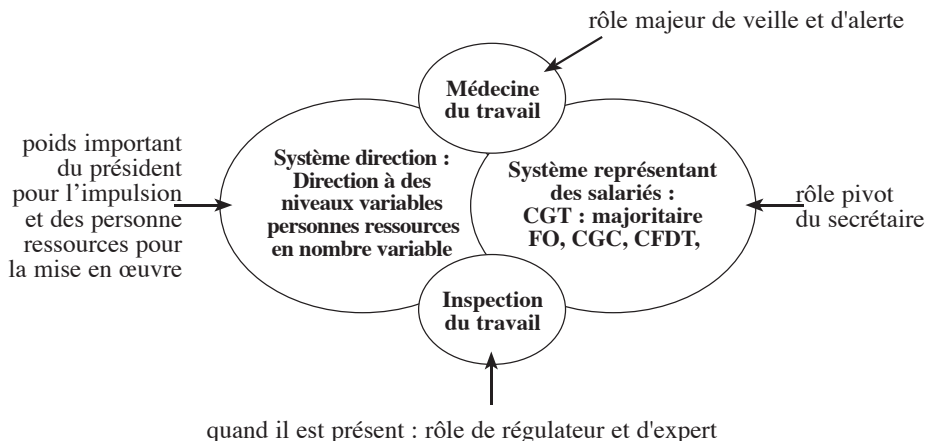 rôle majeur de veille et d'alerte
Médecine
du travail
poids important
du président
pour l'impulsion
et des personne
ressources pour
la mise en œuvre
Système direction :
Direction à des
niveaux variables
personnes ressources
en nombre variable
Système représentant
des salariés :
CGT : majoritaire
FO, CGC, CFDT,
rôle pivot
du secrétaire
Inspection
du travail
quand il est présent : rôle de régulateur et d'expert